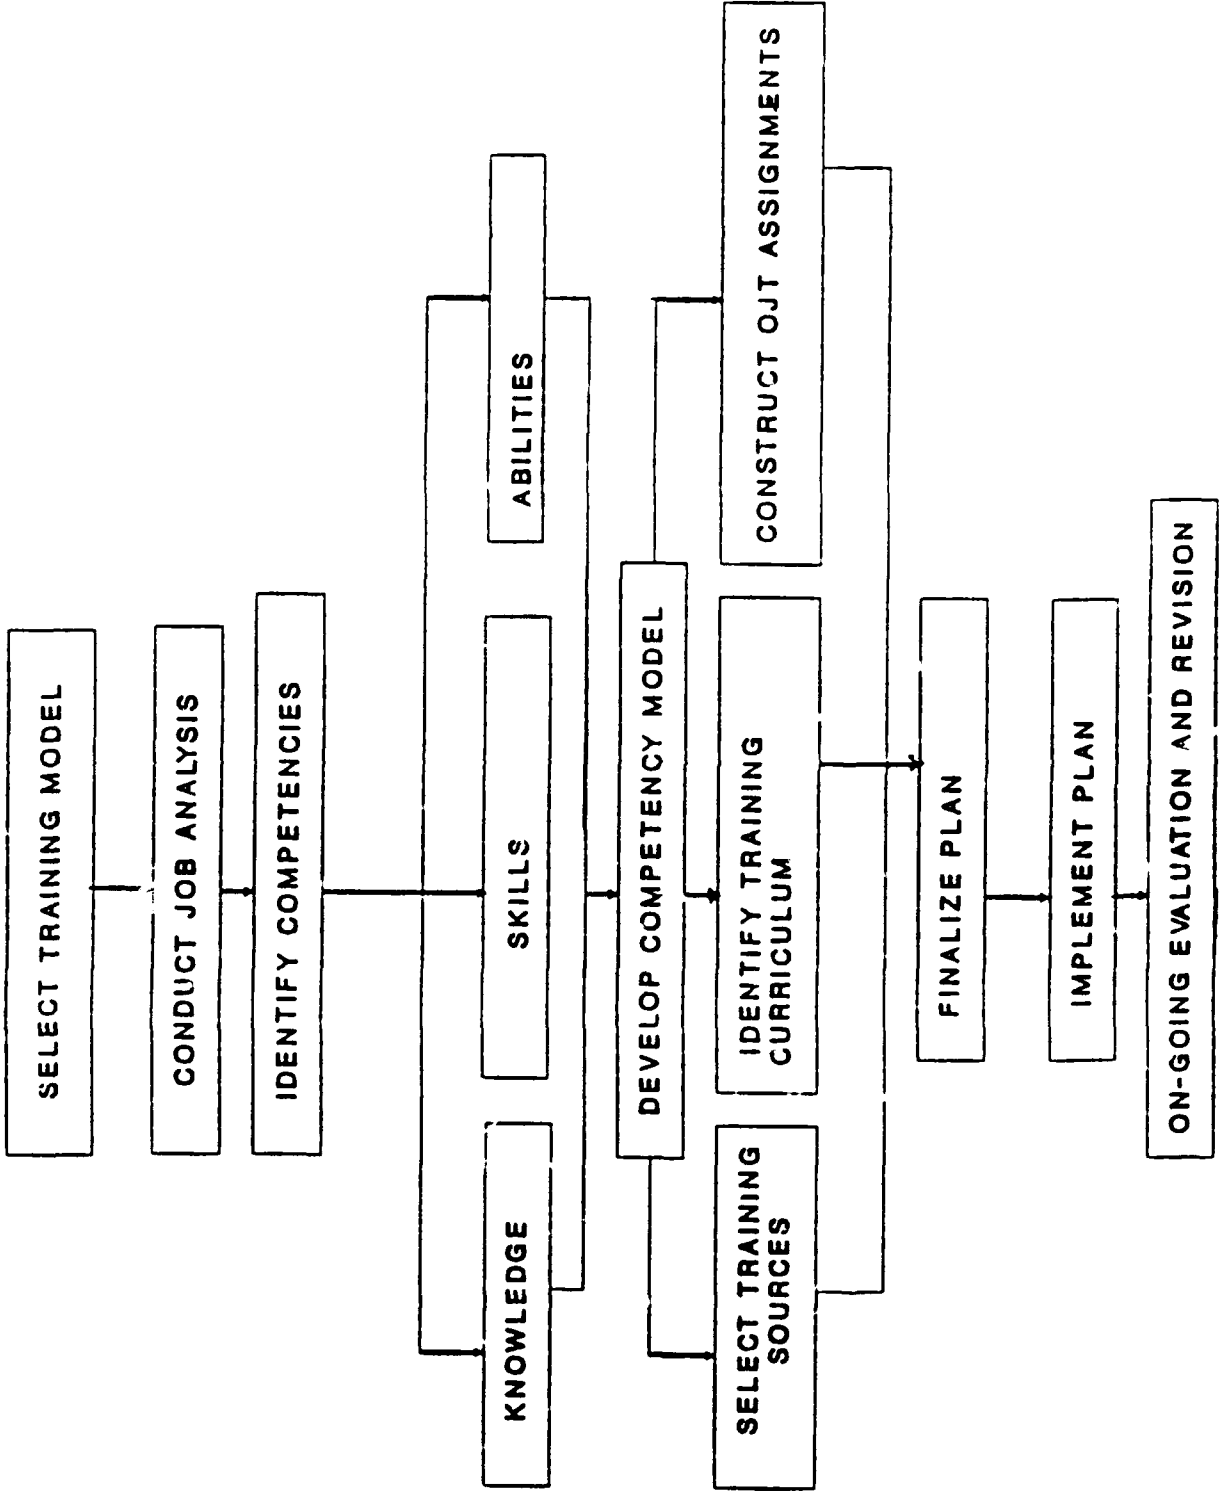 SELECT TRAINING MODEL
CONDUCT JOB ANALYSIS
IDENTIFY COMPETENCIES
KNOWLEDGE
SKILLS
ABILITIES
DEVELOP COMPETENCY MODEL
SELECT TRAINING
SOURCES
IDENTIFY TRAINING
CURRICULUM
CONSTRUCT OJT ASSIGNMENTS
FINALIZE PLAN
IMPLEMENT PLAN
ON-GOING EVALUATION AND REVISION